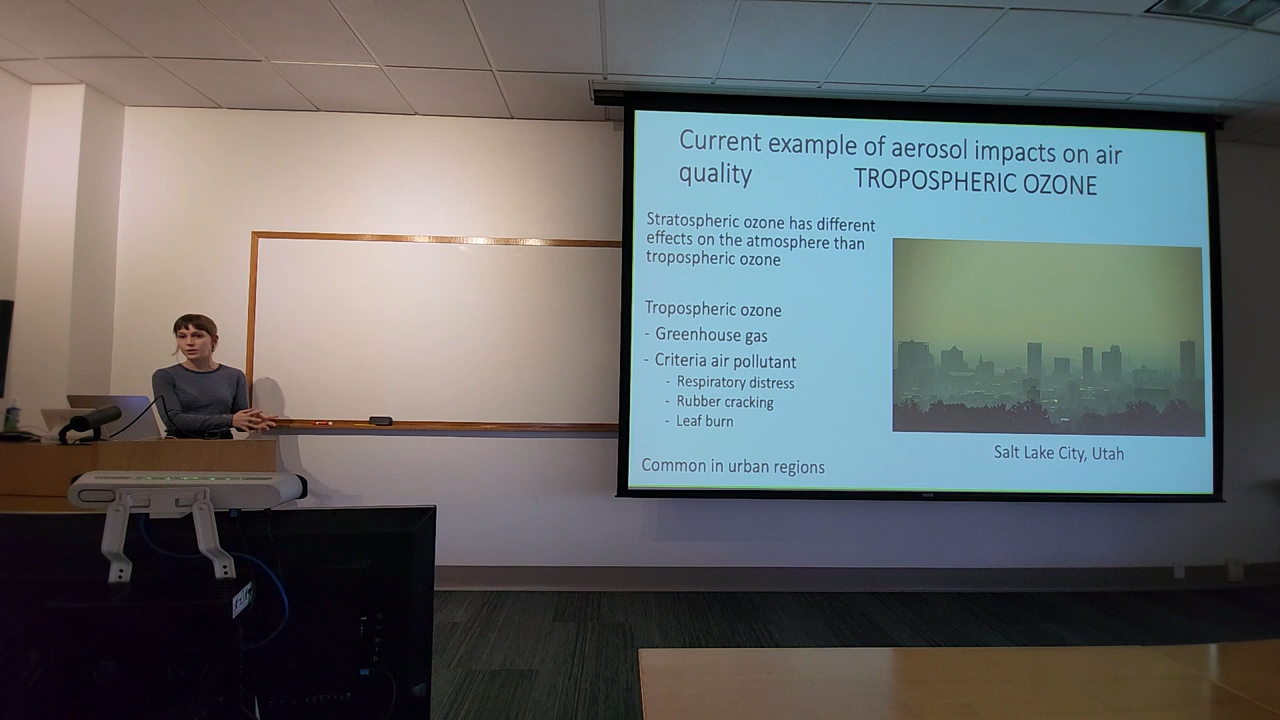 Current example of aerosol impacts on air
quality TROPOSPHERIC OZONE
Stratospheric ozone has different
effects on the atmosphere than
tropospheric ozone
Tropospheric ozone
- Greenhouse gas
- Criteria air pollutant
- Respiratory distress
- Rubber cracking
- Leaf burn
Common in urban regions
Salt Lake City, Utah